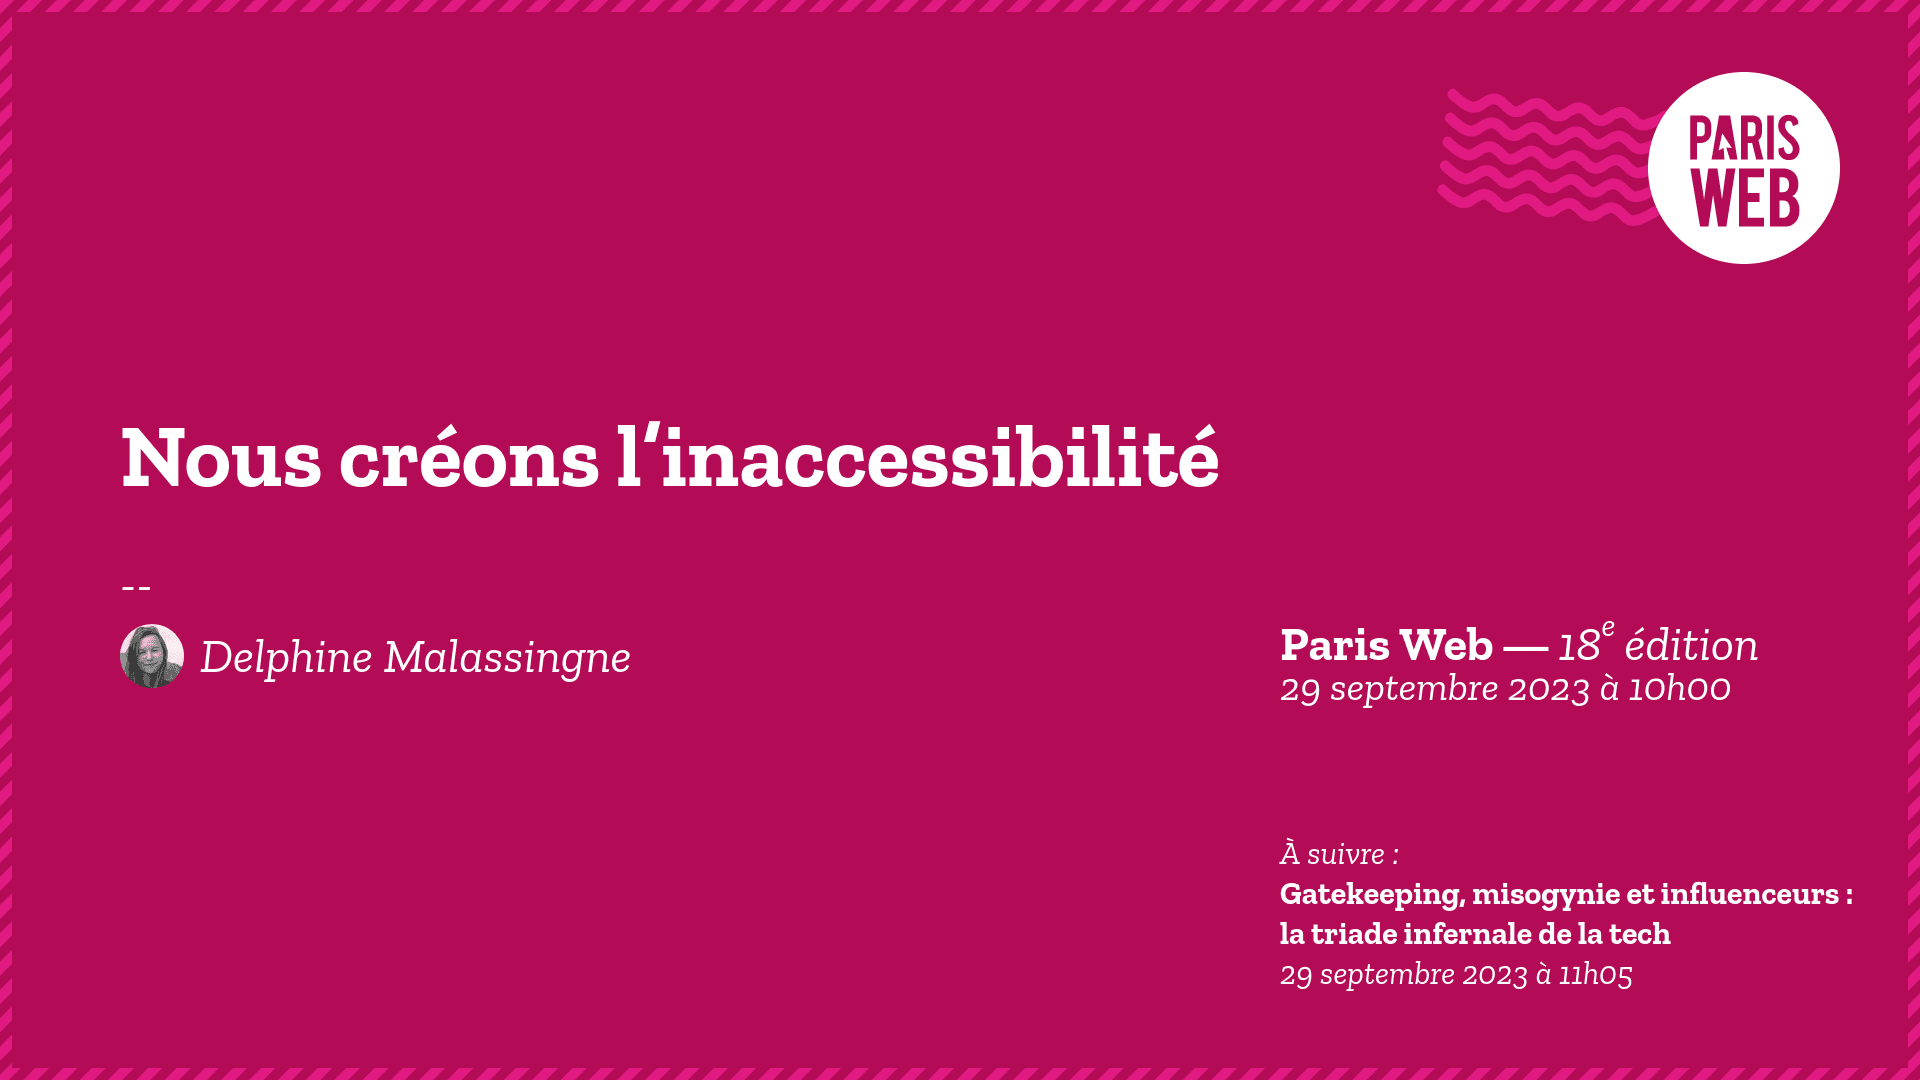 PARIS
WEB
Nous créons l'inaccessibilité
--
Delphine Malassingne
Paris Web — 18e édition
29 septembre 2023 à 10h00
À suivre :
Gatekeeping, misogynie et influenceurs :
la triade infernale de la tech
29 septembre 2023 à 11h05